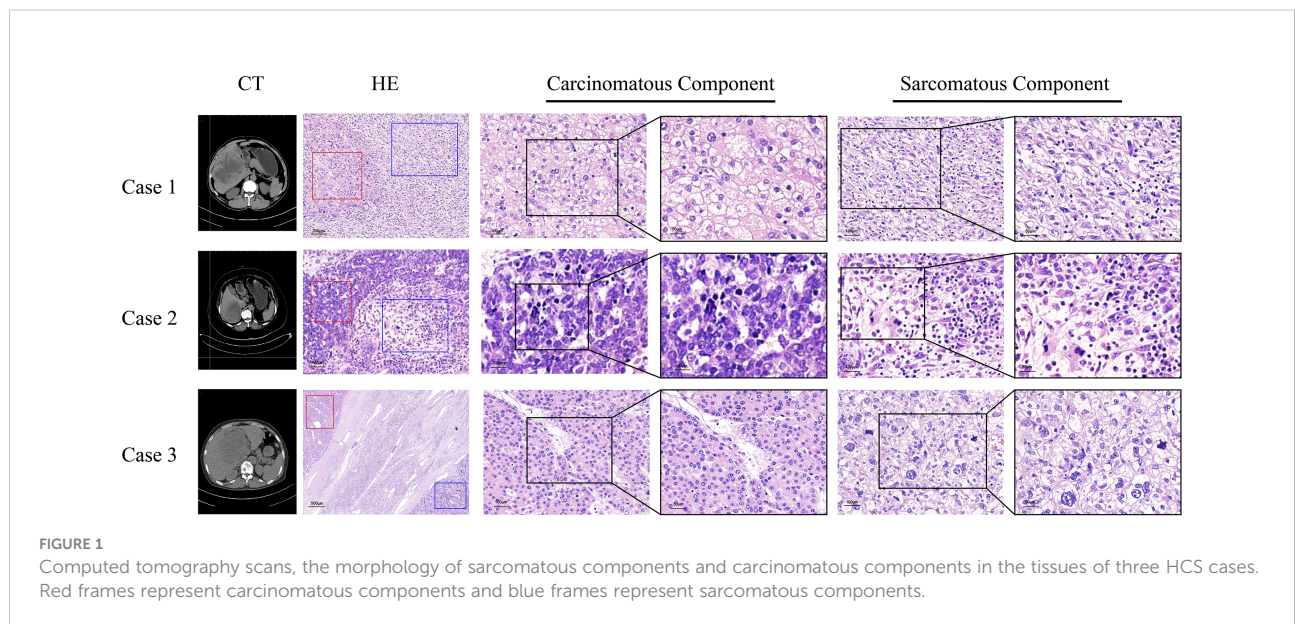 CT HE Carcinomatous Component Sarcomatous Component
Case 1
Case 2
Case 3
500μm
FIGURE 1
Computed tomography scans, the morphology of sarcomatous components and carcinomatous components in the tissues of three HCS cases.
Red frames represent carcinomatous components and blue frames represent sarcomatous components.